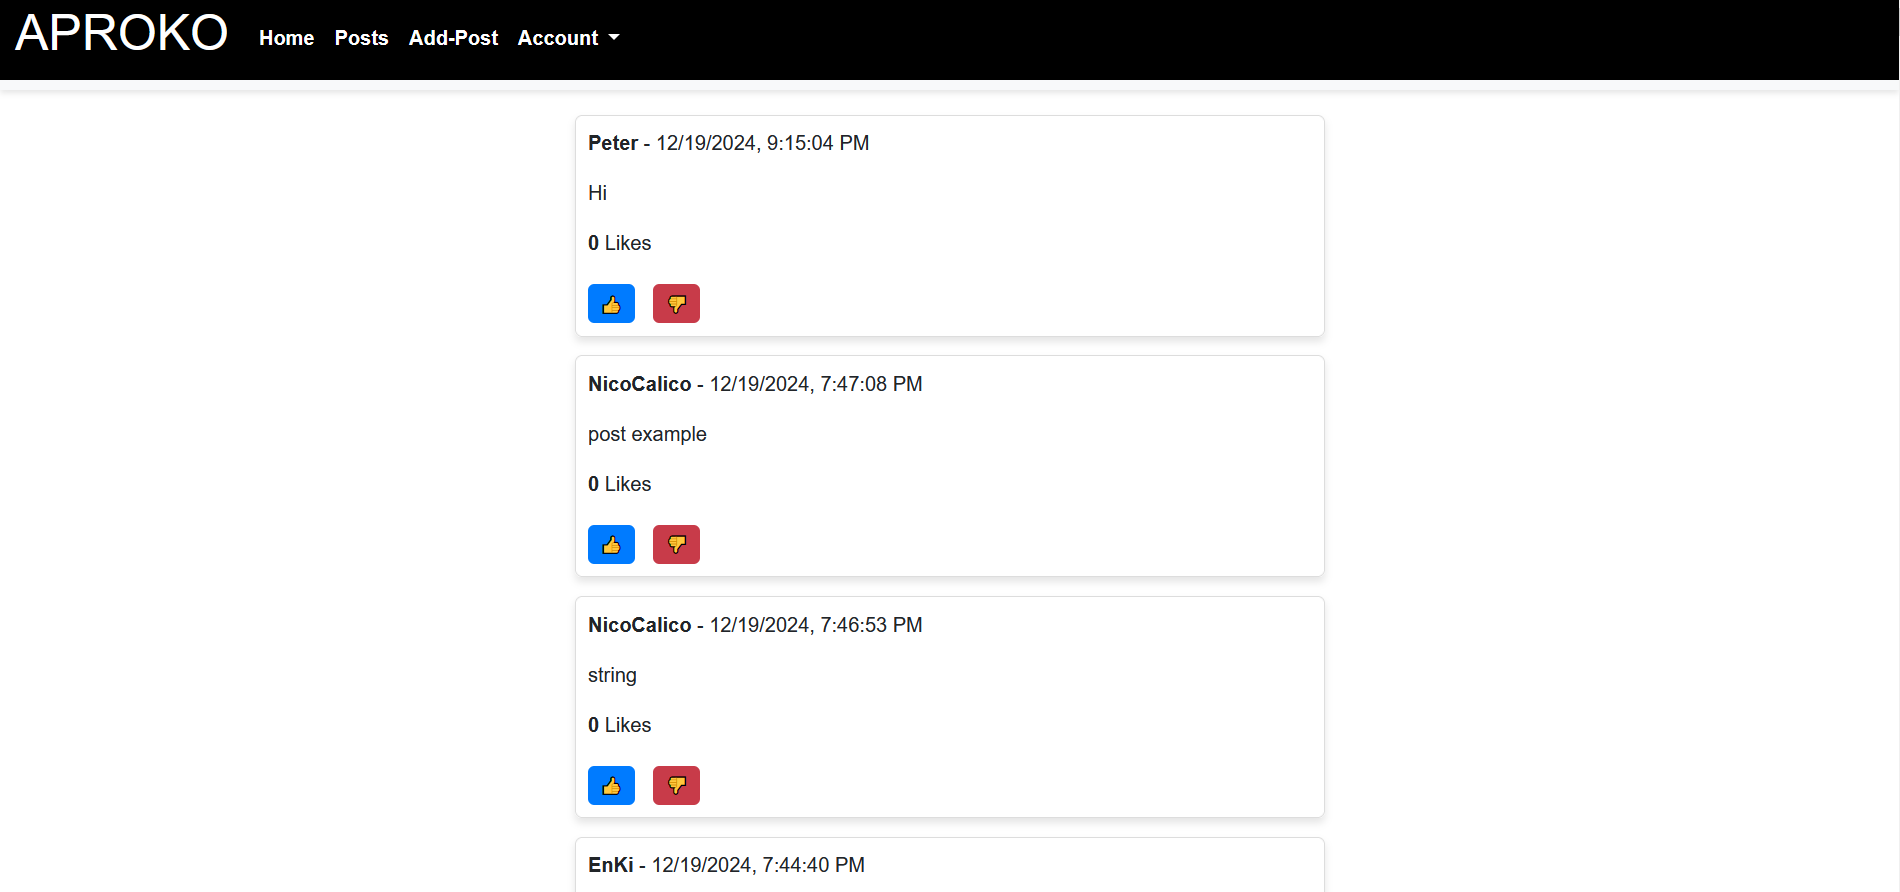 APROKO Home Posts Add-Post Account
Peter - 12/19/2024, 9:15:04 PM
Hi
0 Likes
NicoCalico - 12/19/2024, 7:47:08 PM
post example
0 Likes
NicoCalico - 12/19/2024, 7:46:53 PM
string
0 Likes
EnKi - 12/19/2024, 7:44:40 PM